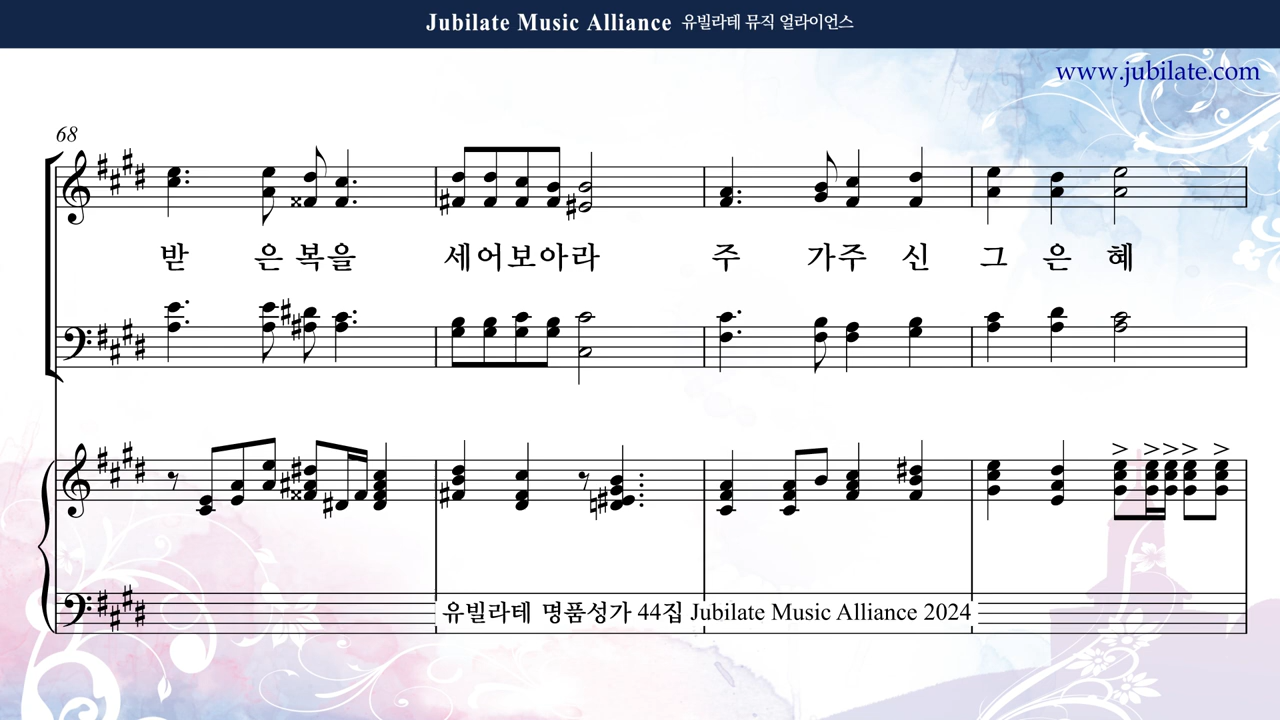 Jubilate Music Alliance 유빌라테 뮤직 얼라이언스
www.jubilate.com
68
받 은 복을 세어보아라 주 가주 신 그 은 혜
유빌라테 명품성가 44집 Jubilate Music Alliance 2024